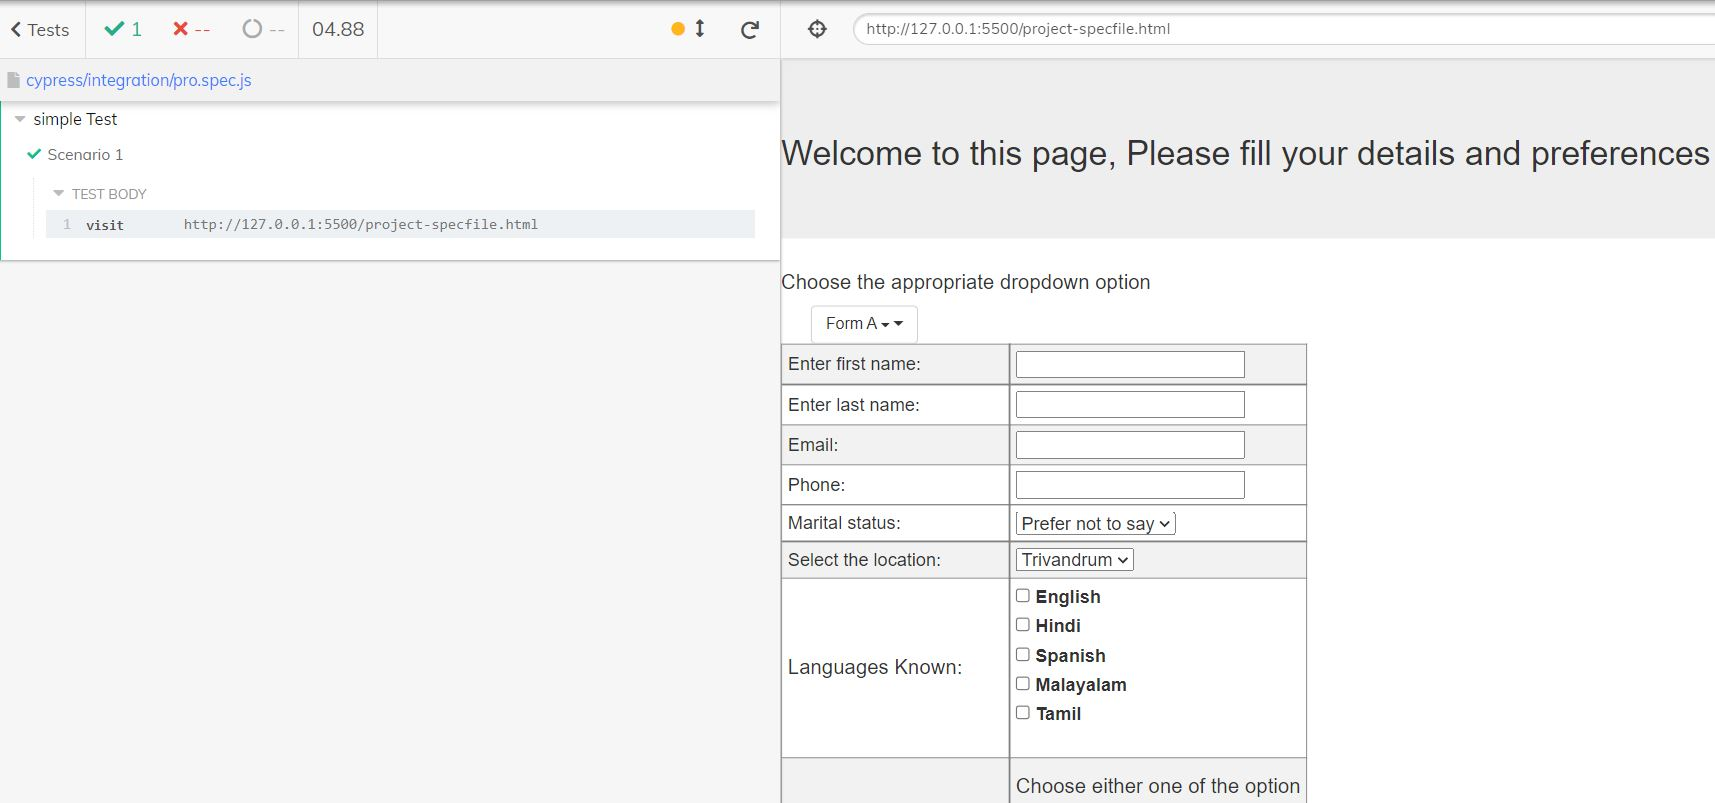 Tests 1 -- -- 04.88
http://127.0.0.1:5500/project-specfile.html
cypress/integration/pro.spec.js
simple Test
Scenario 1
TEST BODY
1 visit http://127.0.0.1:5500/project-specfile.html
Welcome to this page, Please fill your details and preferences
Choose the appropriate dropdown option
Form A
Enter first name:
Enter last name:
Email:
Phone:
Marital status: Prefer not to say
Select the location: Trivandrum
Languages Known:
English
Hindi
Spanish
Malayalam
Tamil
Choose either one of the option